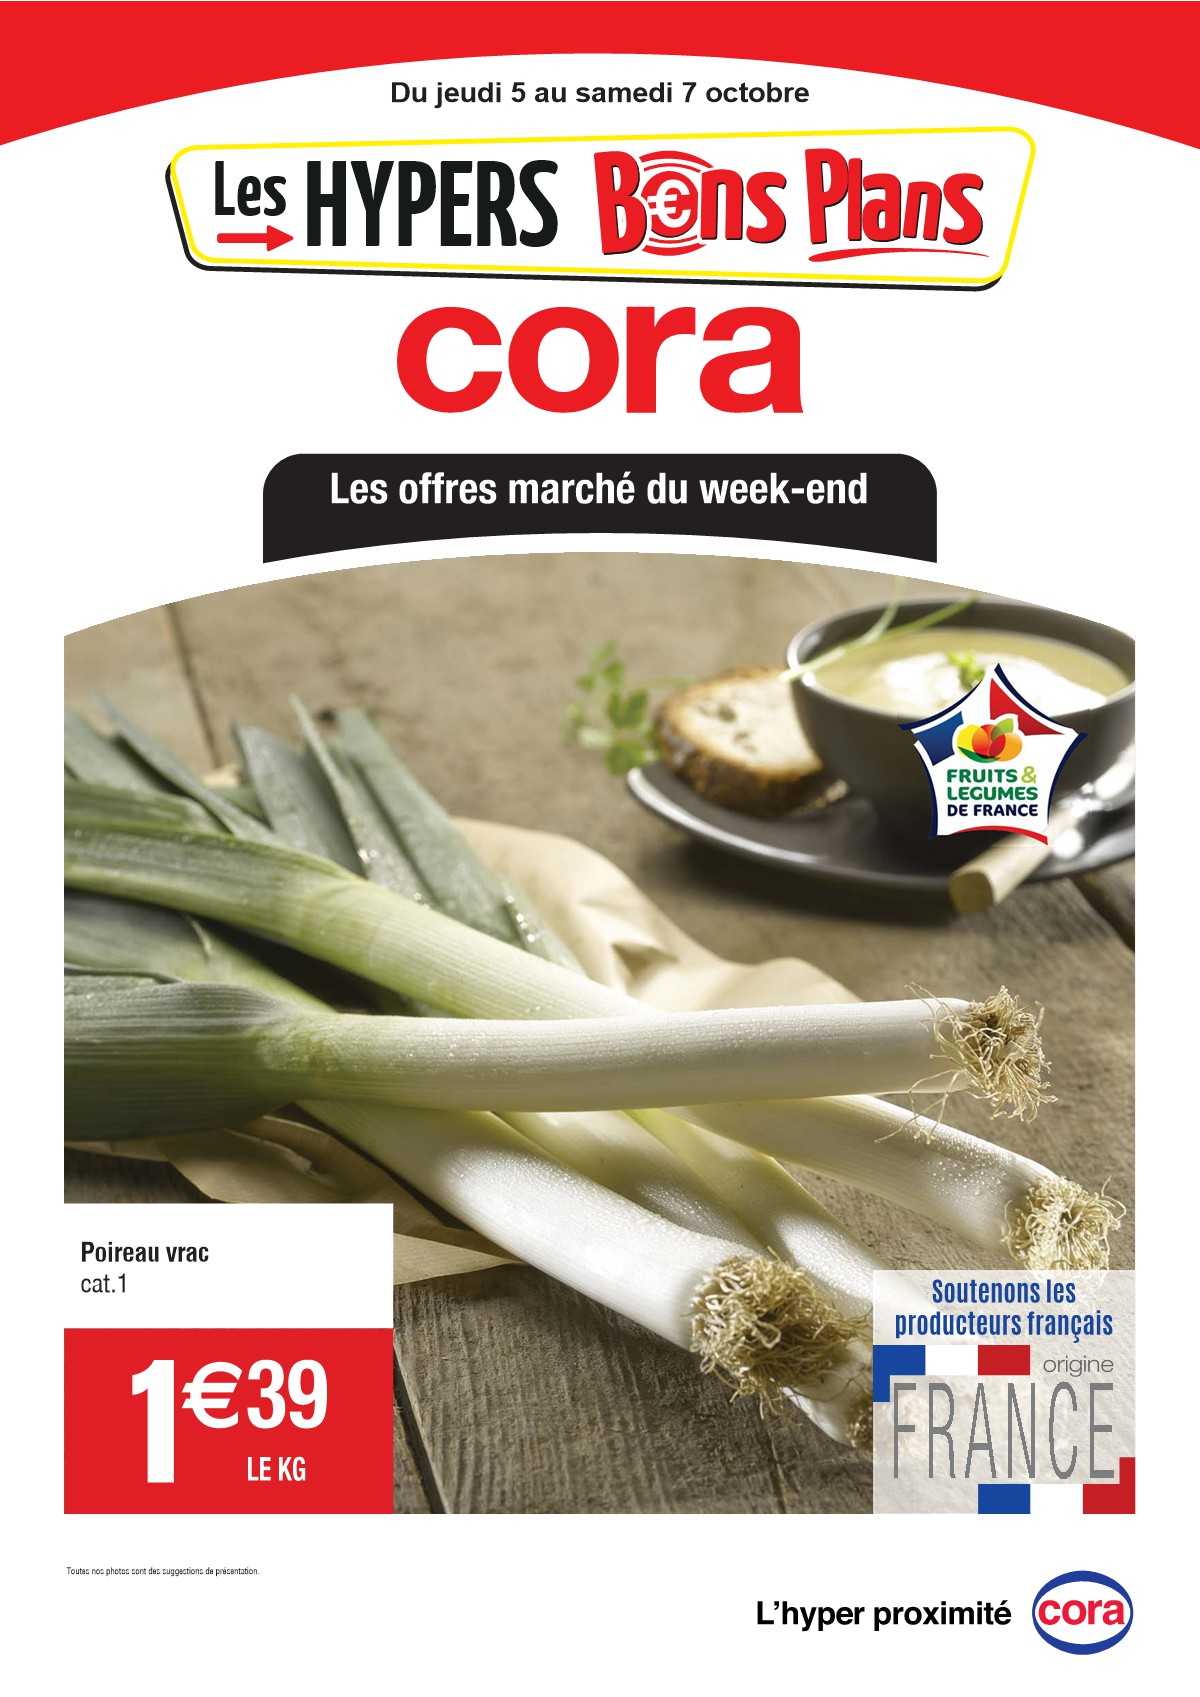 Du jeudi 5 au samedi 7 octobre
Les HYPERS Bons Plans
cora
Les offres marché du week-end
FRUITS &
LEGUMES
DE FRANCE
Poireau vrac
cat.1
1€39
LE KG
Soutenons les
producteurs français
origine
FRANCE
Toutes nos photos sont des suggestions de présentation.
L'hyper proximité cora